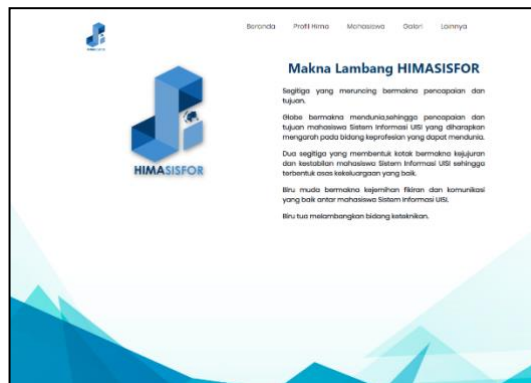 Beranda Profil Hima Mahasiswa Galeri Lainnya
Makna Lambang HIMASISFOR
Segitiga yang meruncing bermakna pencapaian dan
tujuan.
Globe bermakna mendunia,sehingga pencapaian dan
tujuan mahasiswa Sistem Informasi UISI yang diharapkan
mengarah pada bidang keprofesian yang dapat mendunia.
Dua segitiga yang membentuk kotak bermakna kejujuran
dan kestabilan mahasiswa Sistem Informasi UISI sehingga
terbentuk asas kekeluargaan yang baik.
Biru muda bermakna kejernihan fikiran dan komunikasi
yang baik antar mahasiswa Sistem Informasi UISI.
Biru tua melambangkan bidang keteknikan.
HIMASISFOR